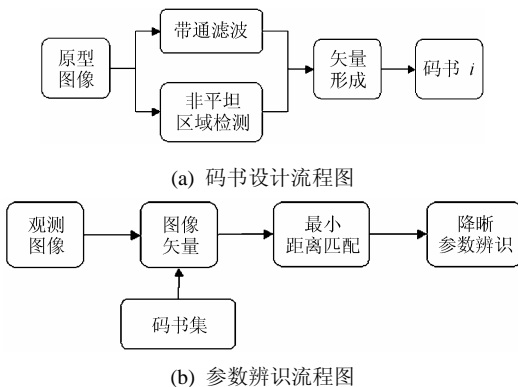 带通滤波
原型
图像
非平坦
区域检测
矢量
形成
码书 i
(a) 码书设计流程图
观测
图像
图像
矢量
最小
距离匹配
降晰
参数辨识
码书集
(b) 参数辨识流程图